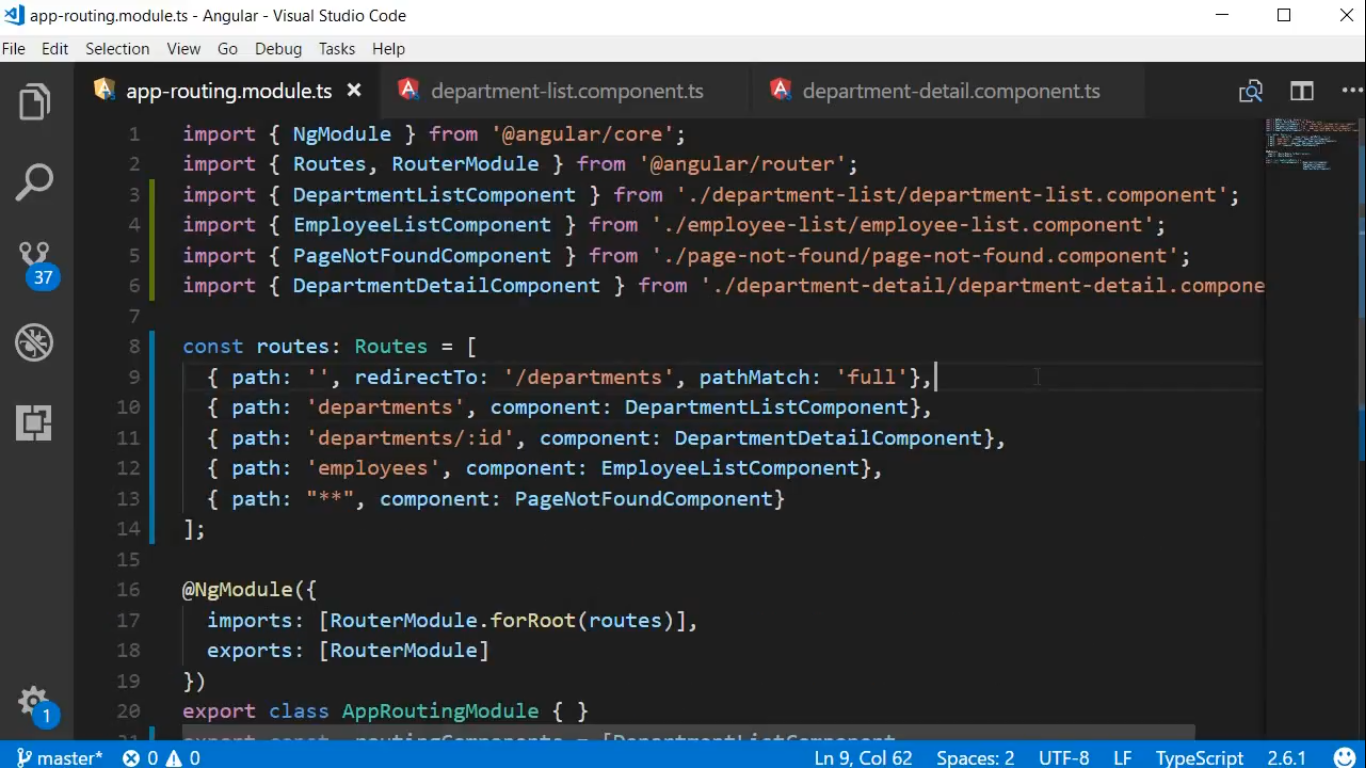 app-routing.module.ts - Angular - Visual Studio Code
File Edit Selection View Go Debug Tasks Help
app-routing.module.ts department-list.component.ts department-detail.component.ts
1 import { NgModule } from '@angular/core';
2 import { Routes, RouterModule } from '@angular/router';
3 import { DepartmentListComponent } from './department-list/department-list.component';
4 import { EmployeeListComponent } from './employee-list/employee-list.component';
5 import { PageNotFoundComponent } from './page-not-found/page-not-found.component';
6 import { DepartmentDetailComponent } from './department-detail/department-detail.compone
7
8 const routes: Routes = [
9 { path: '', redirectTo: '/departments', pathMatch: 'full'},
10 { path: 'departments', component: DepartmentListComponent},
11 { path: 'departments/:id', component: DepartmentDetailComponent},
12 { path: 'employees', component: EmployeeListComponent},
13 { path: "**", component: PageNotFoundComponent}
14 ];
15
16 @NgModule({
17 imports: [RouterModule.forRoot(routes)],
18 exports: [RouterModule]
19 })
20 export class AppRoutingModule { }
21 export const routingComponents = [DepartmentListComponent,
37
1
master* 0 0 Ln 9, Col 62 Spaces: 2 UTF-8 LF TypeScript 2.6.1